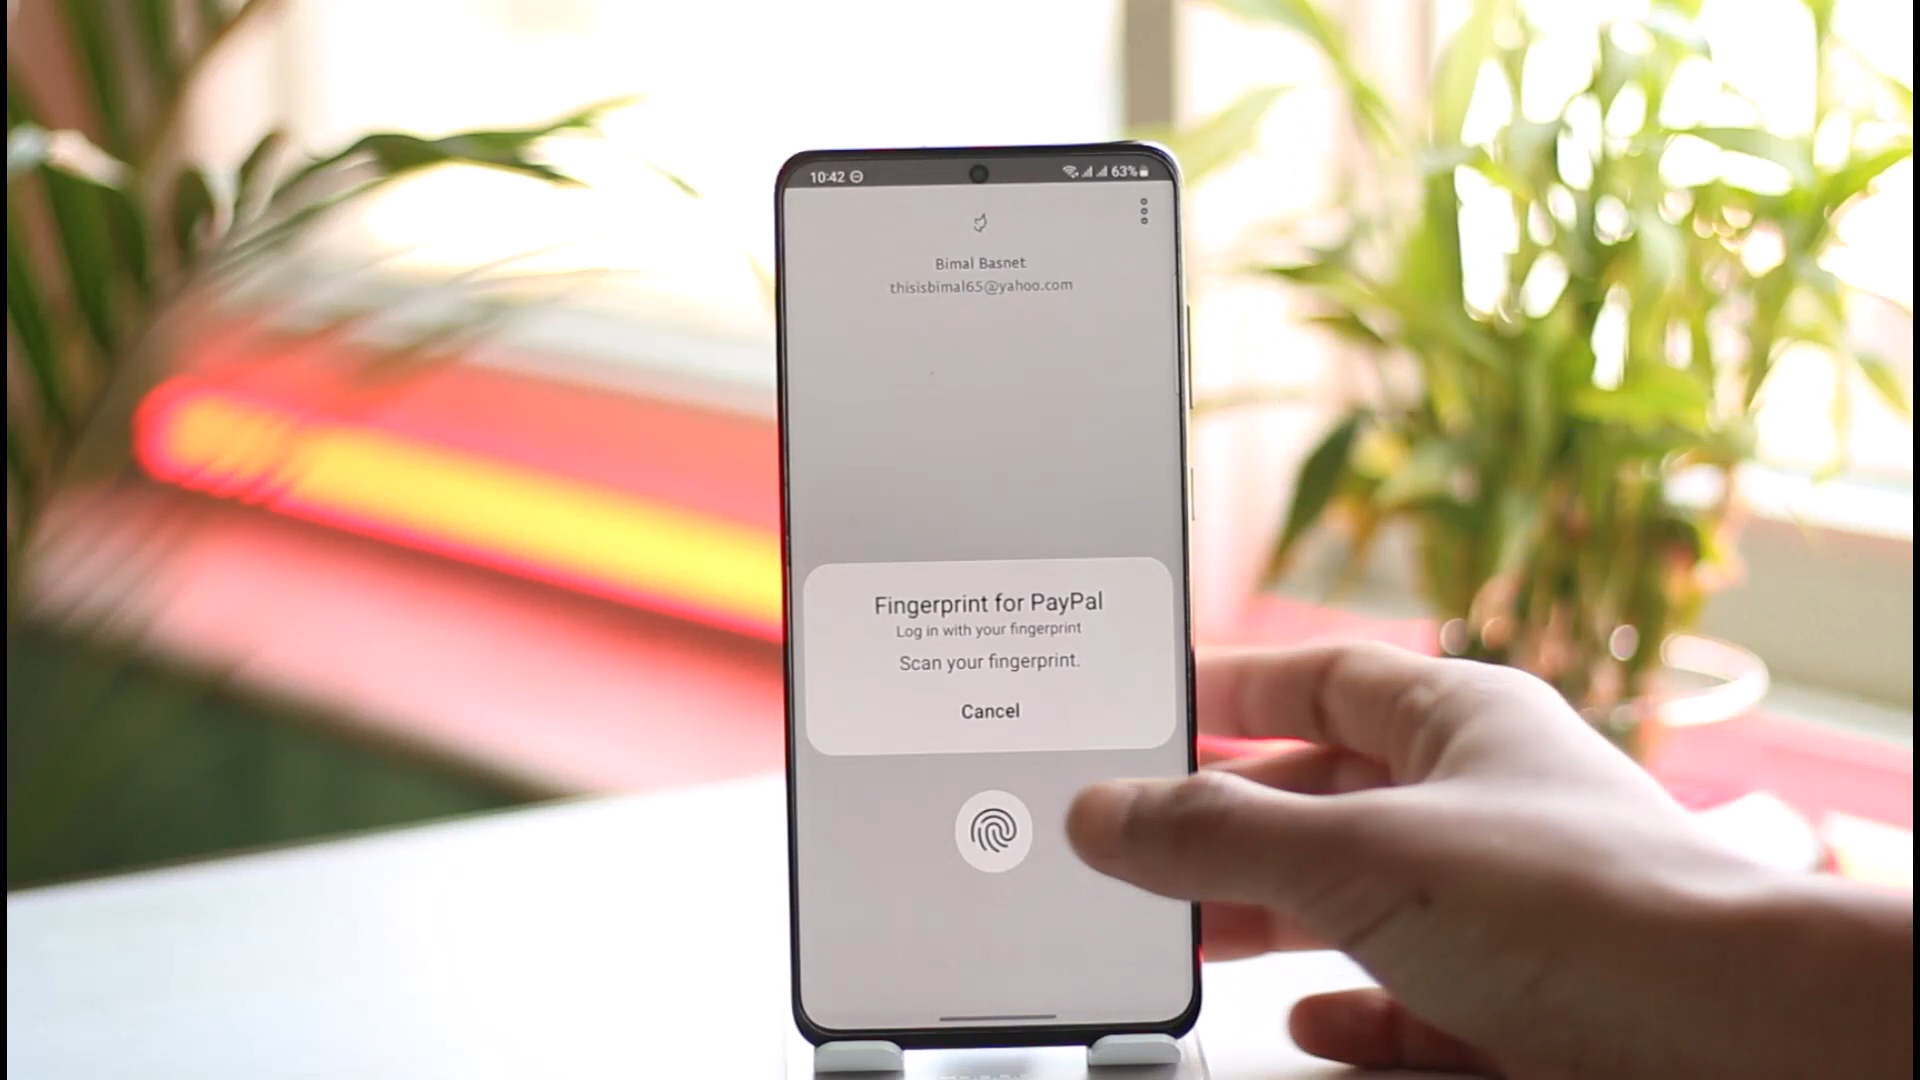 10:42 63%
Bimal Basnet
thisisbimal65@yahoo.com
Fingerprint for PayPal
Log in with your fingerprint
Scan your fingerprint.
Cancel